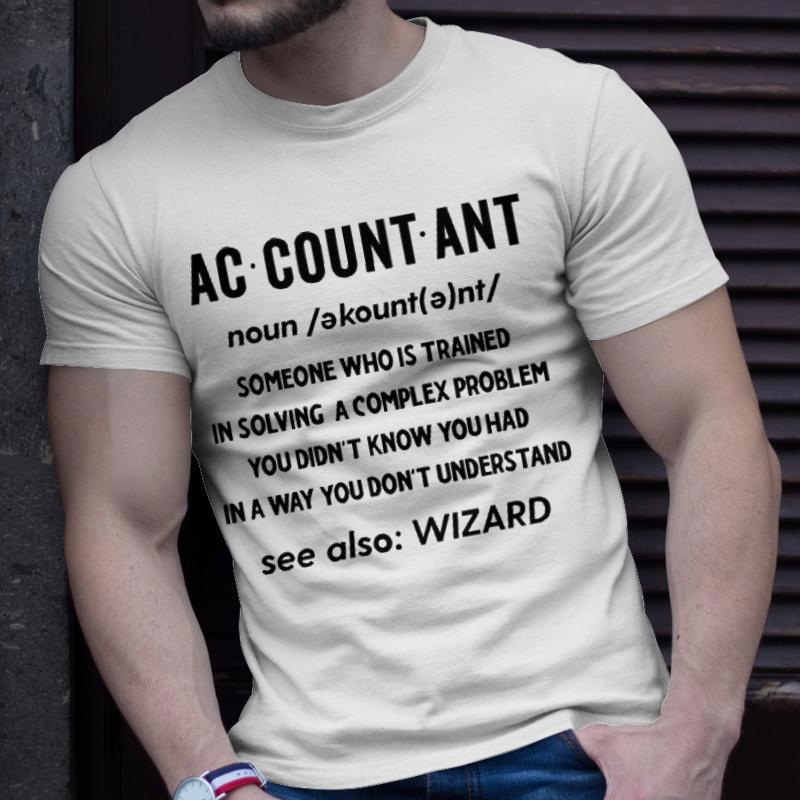 AC·COUNT·ANT
noun /əkount(ə)nt/
SOMEONE WHO IS TRAINED
IN SOLVING A COMPLEX PROBLEM
YOU DIDN'T KNOW YOU HAD
IN A WAY YOU DON'T UNDERSTAND
see also: WIZARD